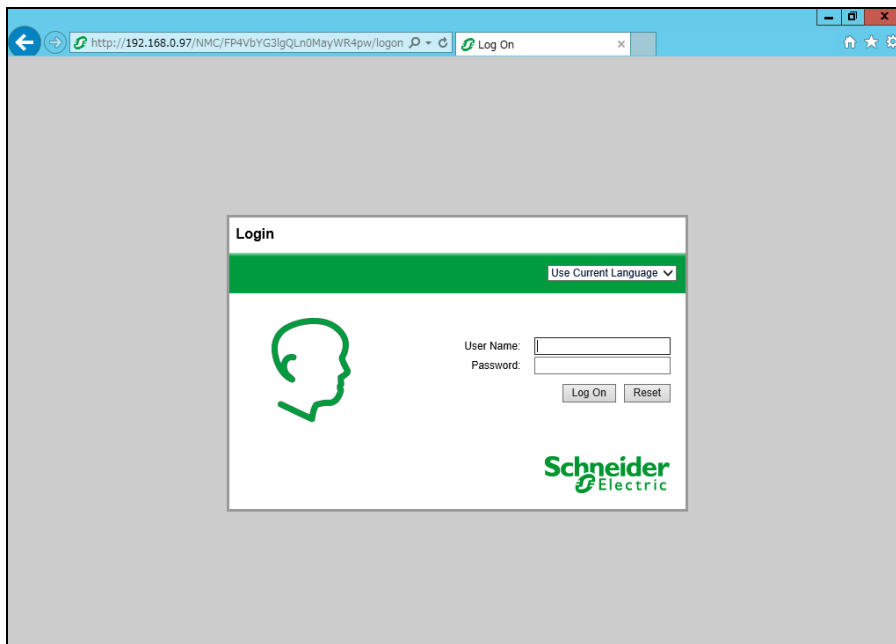 http://192.168.0.97/NMC/FP4VbYG3lgQLn0MayWR4pw/logon
Log On
Login
Use Current Language
User Name:
Password:
Log On
Reset
Schneider
Electric